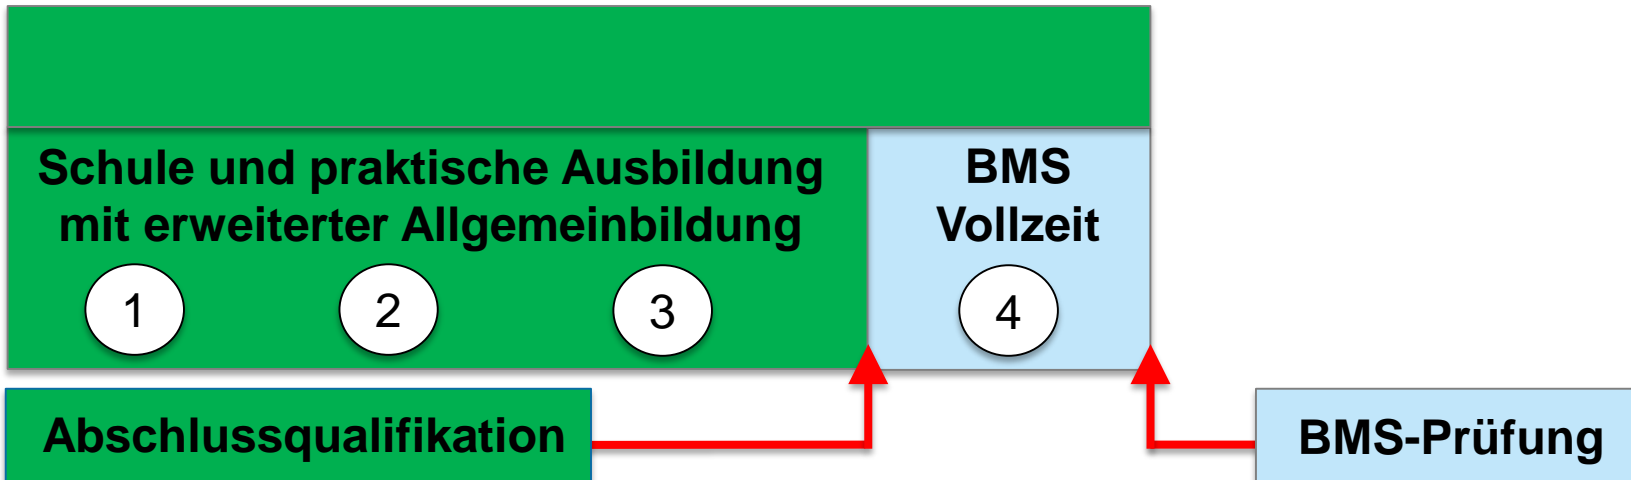 Schule und praktische Ausbildung
mit erweiterter Allgemeinbildung
BMS
Vollzeit
1
2
3
4
Abschlussqualifikation
BMS-Prüfung